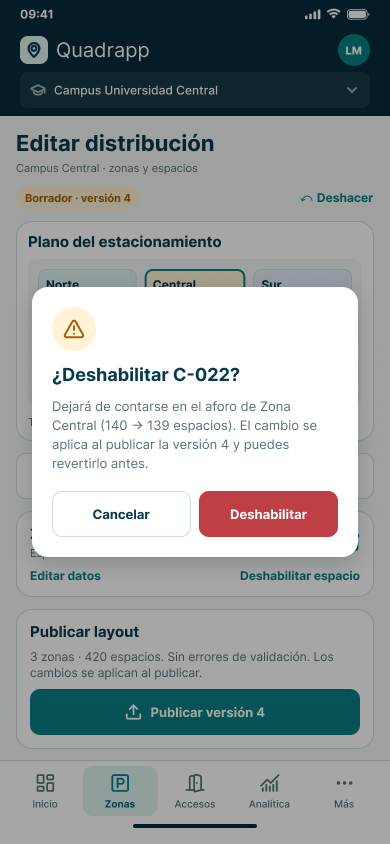 09:41
Quadrapp
LM
Campus Universidad Central
Editar distribución
Campus Central · zonas y espacios
Borrador · versión 4
Deshacer
Plano del estacionamiento
Norte
Central
Sur
¿Deshabilitar C-022?
Dejará de contarse en el aforo de Zona
Central (140 → 139 espacios). El cambio se
aplica al publicar la versión 4 y puedes
revertirlo antes.
Cancelar
Deshabilitar
Editar datos
Deshabilitar espacio
Publicar layout
3 zonas · 420 espacios. Sin errores de validación. Los
cambios se aplican al publicar.
Publicar versión 4
Inicio
Zonas
Accesos
Analítica
Más